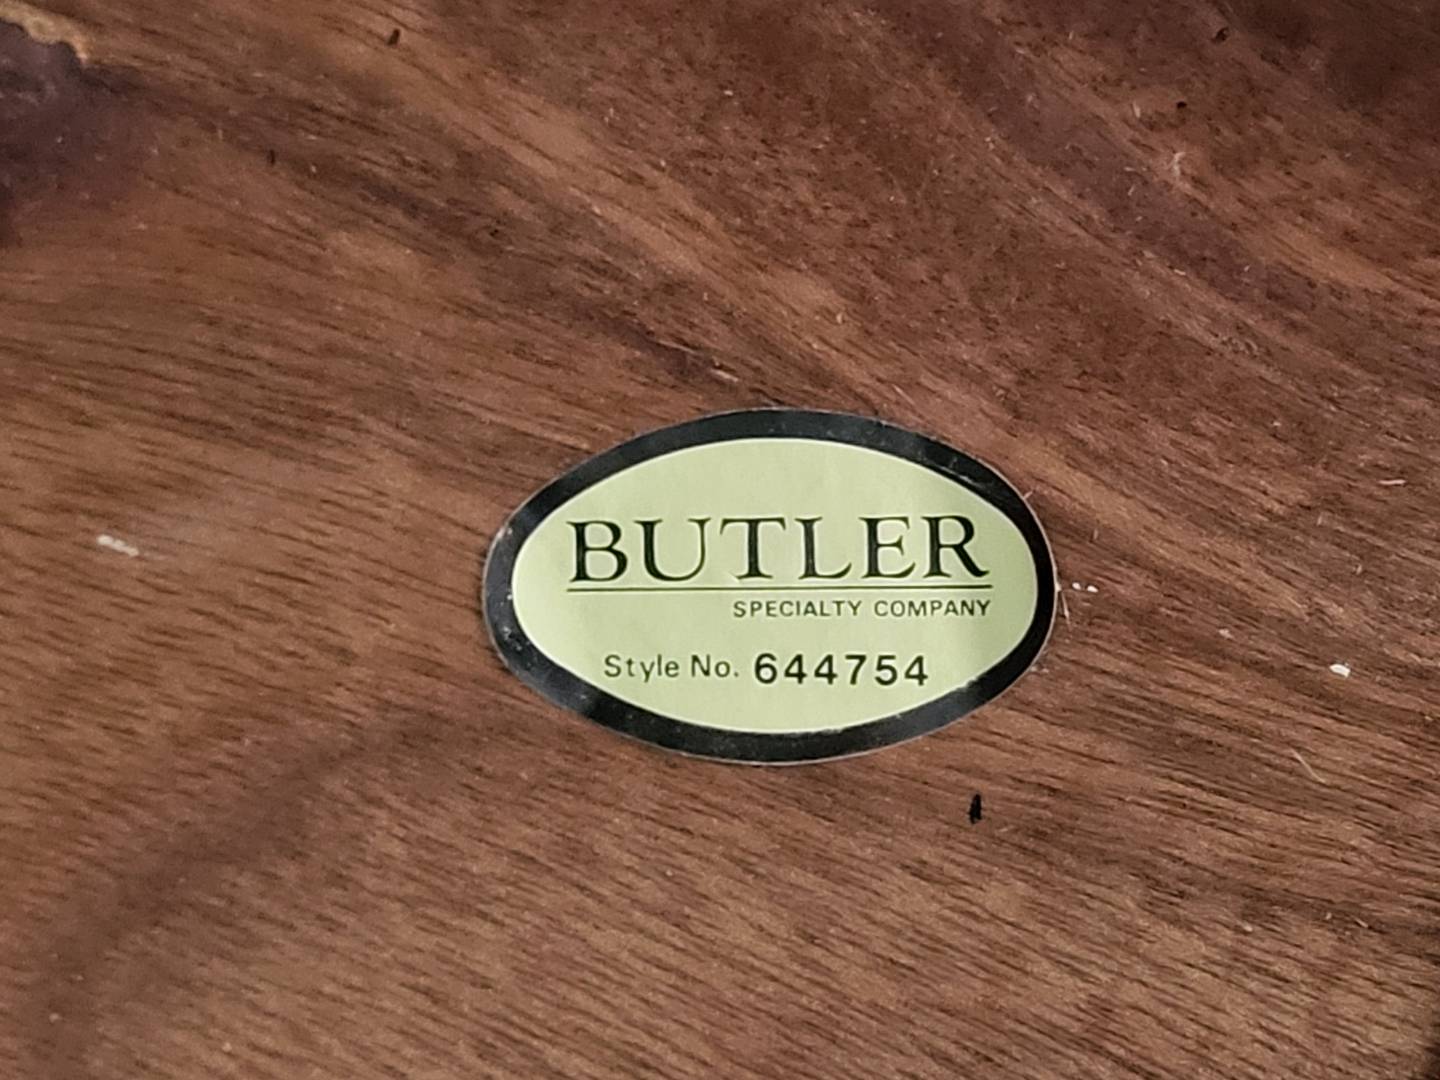 BUTLER
SPECIALTY COMPANY
Style No. 644754